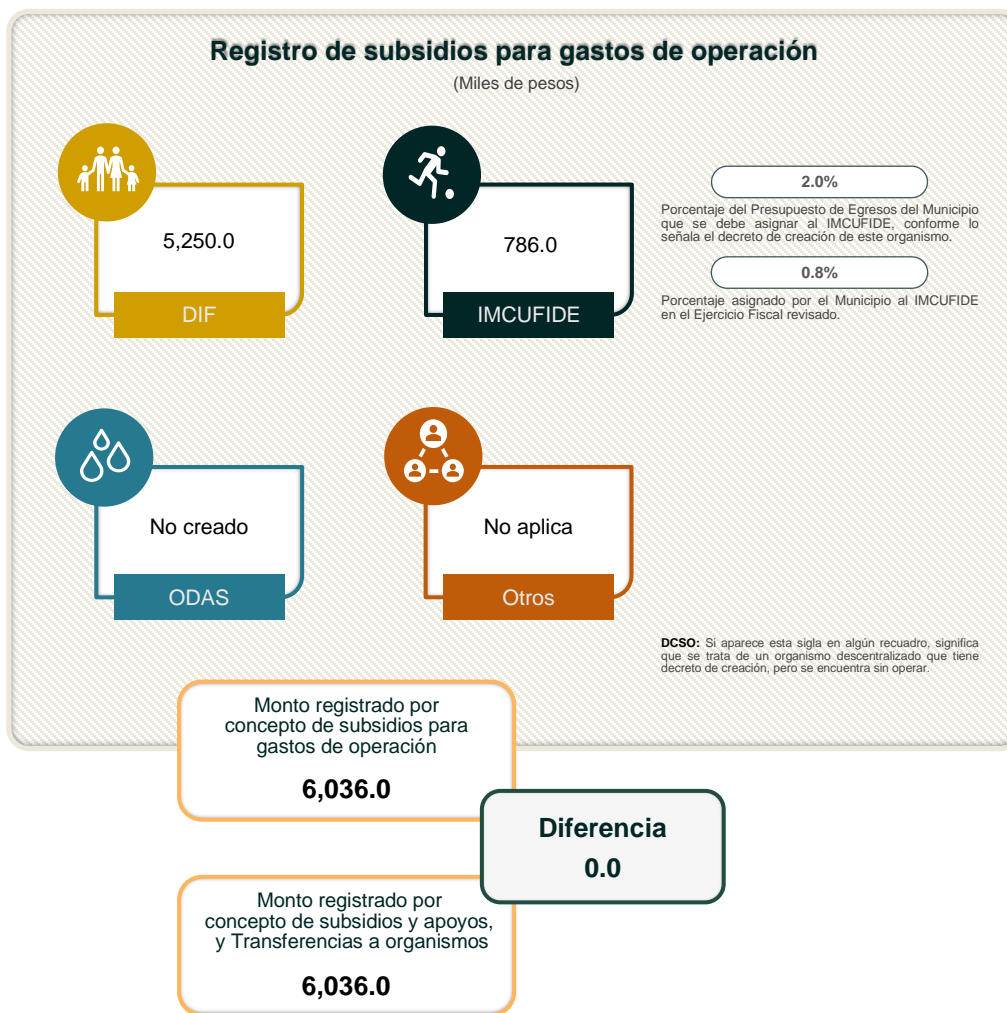 Registro de subsidios para gastos de operación
(Miles de pesos)
5,250.0
DIF
786.0
IMCUFIDE
2.0%
Porcentaje del Presupuesto de Egresos del Municipio
que se debe asignar al IMCUFIDE, conforme lo
señala el decreto de creación de este organismo.
0.8%
Porcentaje asignado por el Municipio al IMCUFIDE
en el Ejercicio Fiscal revisado.
No creado
ODAS
No aplica
Otros
DCSO: Si aparece esta sigla en algún recuadro, significa
que se trata de un organismo descentralizado que tiene
decreto de creación, pero se encuentra sin operar.
Monto registrado por
concepto de subsidios para
gastos de operación
6,036.0
Diferencia
0.0
Monto registrado por
concepto de subsidios y apoyos,
y Transferencias a organismos
6,036.0